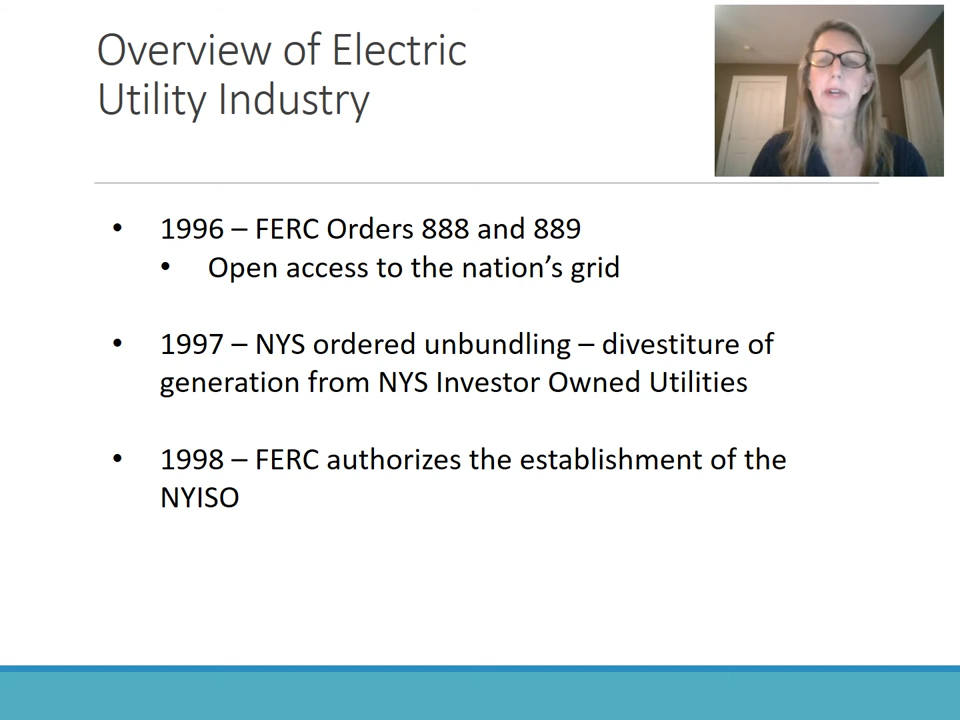 Overview of Electric
Utility Industry
• 1996 – FERC Orders 888 and 889
• Open access to the nation’s grid
• 1997 – NYS ordered unbundling – divestiture of
generation from NYS Investor Owned Utilities
• 1998 – FERC authorizes the establishment of the
NYISO